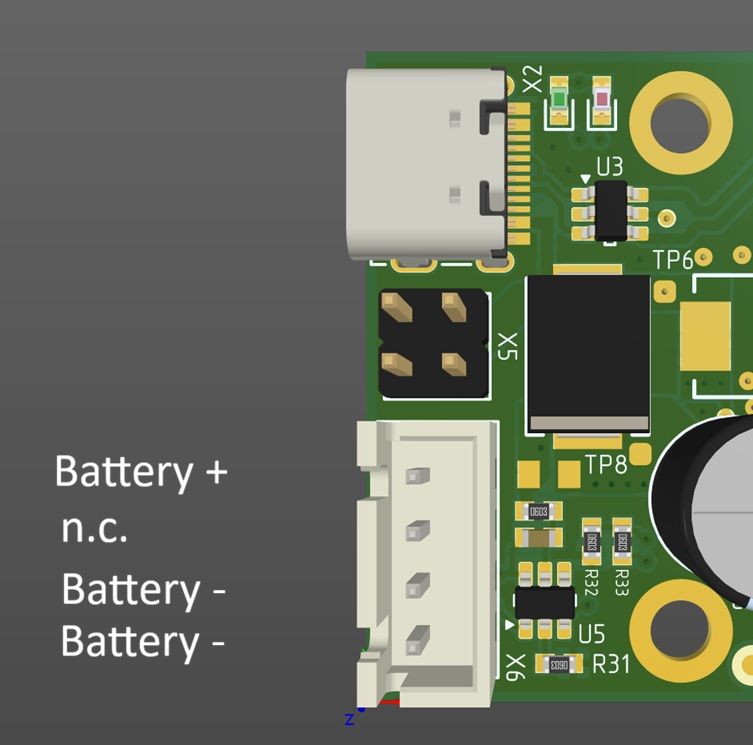 X2
U3
TP6
X5
Battery +
n.c.
Battery -
Battery -
TP8
0603
0603
0603
R32
R33
U5
X6
0603
R31
z